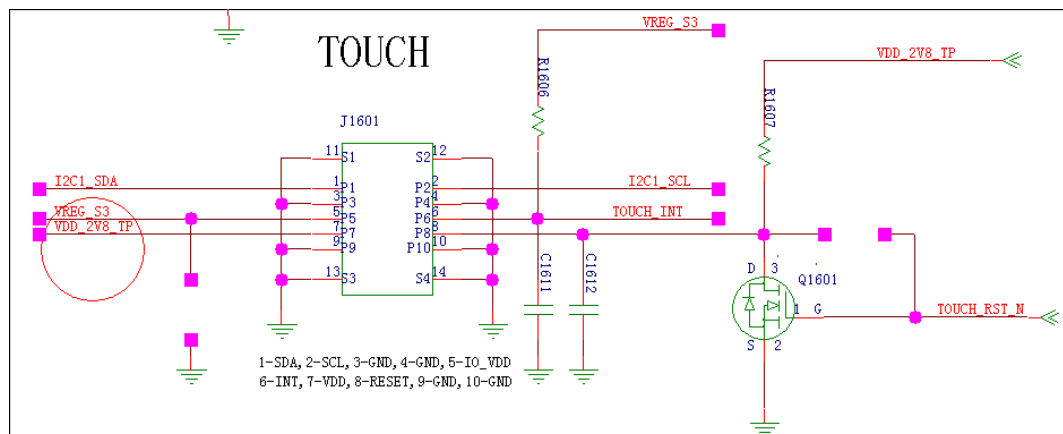 VREG_S3
TOUCH
VDD_2V8_TP
R1606
R1607
J1601
11 S1 S2 12
I2C1_SDA 1 P1 P2 2 I2C1_SCL
3 P3 P4 4
VREG_S3 5 P5 P6 6 TOUCH_INT
VDD_2V8_TP 7 P7 P8 8
9 P9 P10 10
C1611
C1612
13 S3 S4 14
D 3 Q1601
1 G TOUCH_RST_N
S 2
1-SDA,2-SCL,3-GND,4-GND,5-IO_VDD
6-INT,7-VDD,8-RESET,9-GND,10-GND